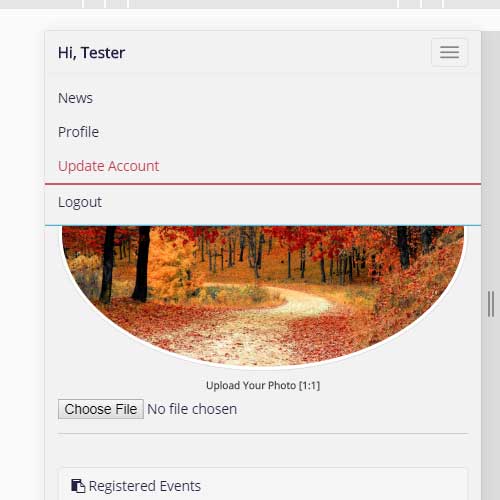 Hi, Tester
News
Profile
Update Account
Logout
Upload Your Photo [1:1]
Choose File No file chosen
Registered Events